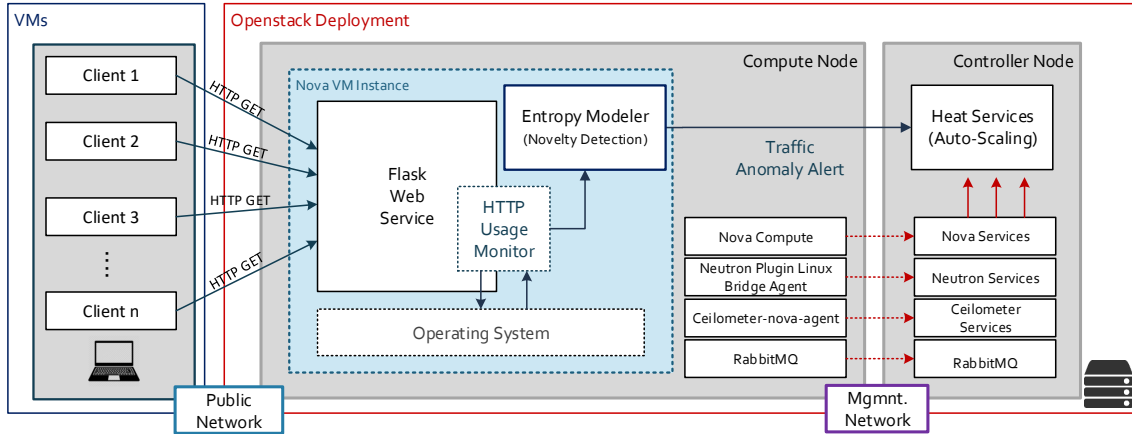 VMs
Openstack Deployment
Client 1
Client 2
Client 3
Client n
HTTP GET
HTTP GET
HTTP GET
HTTP GET
Compute Node
Nova VM Instance
Flask
Web
Service
Entropy Modeler
(Novelty Detection)
HTTP
Usage
Monitor
Operating System
Traffic
Anomaly Alert
Nova Compute
Neutron Plugin Linux
Bridge Agent
Ceilometer-nova-agent
RabbitMQ
Controller Node
Heat Services
(Auto-Scaling)
Nova Services
Neutron Services
Ceilometer
Services
RabbitMQ
Public
Network
Mgmnt.
Network